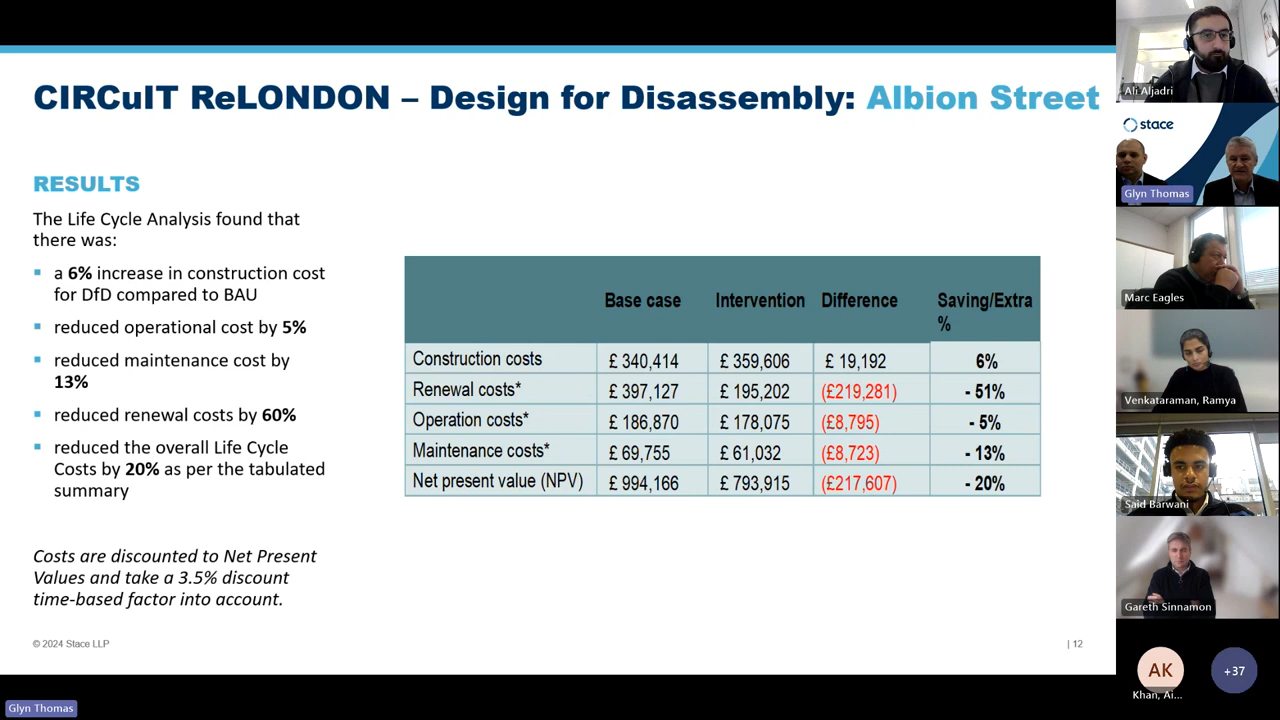 CIRCuIT ReLONDON – Design for Disassembly: Albion Street
RESULTS
The Life Cycle Analysis found that
there was:
▪ a 6% increase in construction cost
for DfD compared to BAU
▪ reduced operational cost by 5%
▪ reduced maintenance cost by
13%
▪ reduced renewal costs by 60%
▪ reduced the overall Life Cycle
Costs by 20% as per the tabulated
summary
Costs are discounted to Net Present
Values and take a 3.5% discount
time-based factor into account.
Base case Intervention Difference Saving/Extra
%
Construction costs £ 340,414 £ 359,606 £ 19,192 6%
Renewal costs* £ 397,127 £ 195,202 (£219,281) - 51%
Operation costs* £ 186,870 £ 178,075 (£8,795) - 5%
Maintenance costs* £ 69,755 £ 61,032 (£8,723) - 13%
Net present value (NPV) £ 994,166 £ 793,915 (£217,607) - 20%
© 2024 Stace LLP
| 12
Glyn Thomas
Ali Aljadri
stace
Glyn Thomas
Marc Eagles
Venkataraman, Ramya
Said Barwani
Gareth Sinnamon
AK
+37
Khan, Ai...